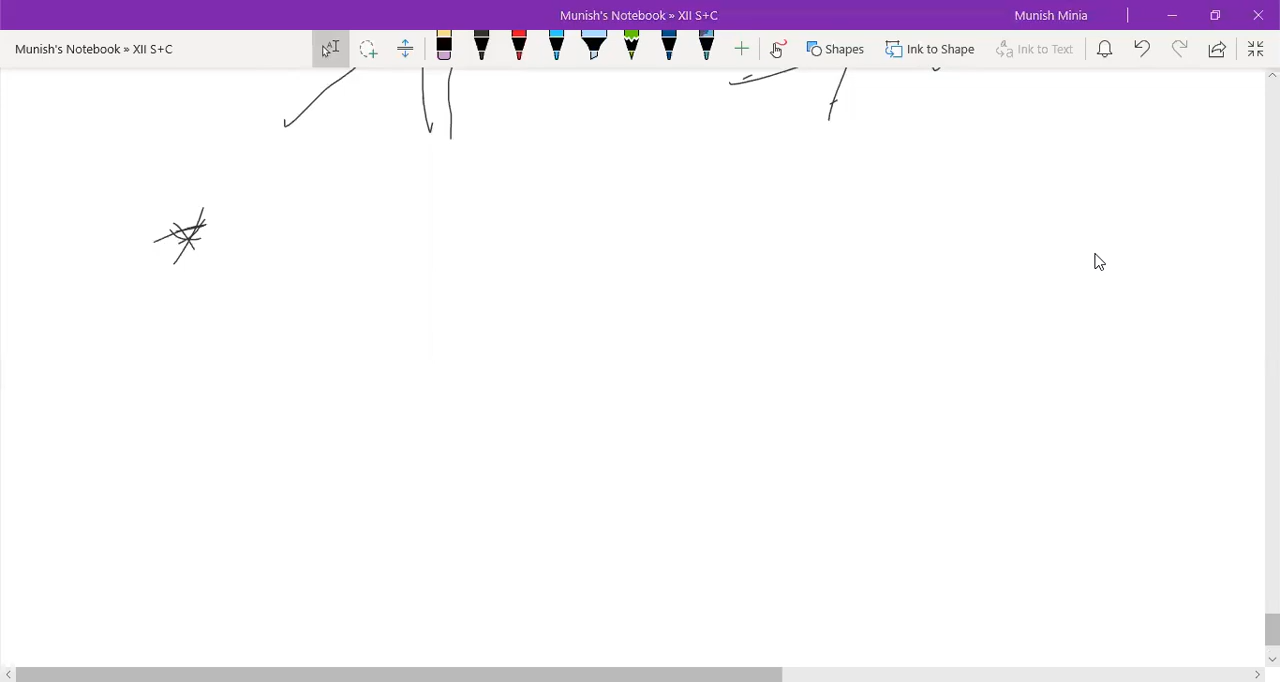 Munish's Notebook » XII S+C
Munish Minia
Munish's Notebook » XII S+C
Shapes
Ink to Shape
Ink to Text